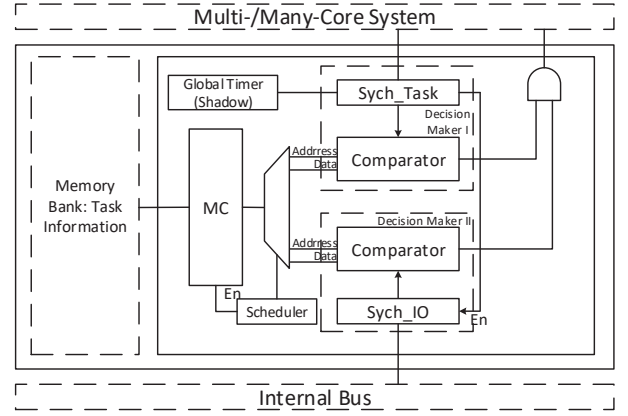 Multi-/Many-Core System
Global Timer
(Shadow)
Sych_Task
Decision
Maker I
Addrress
Data
Comparator
Memory
Bank: Task
Information
MC
Decision Maker II
Addrress
Data
Comparator
En
Scheduler
Sych_IO
En
Internal Bus